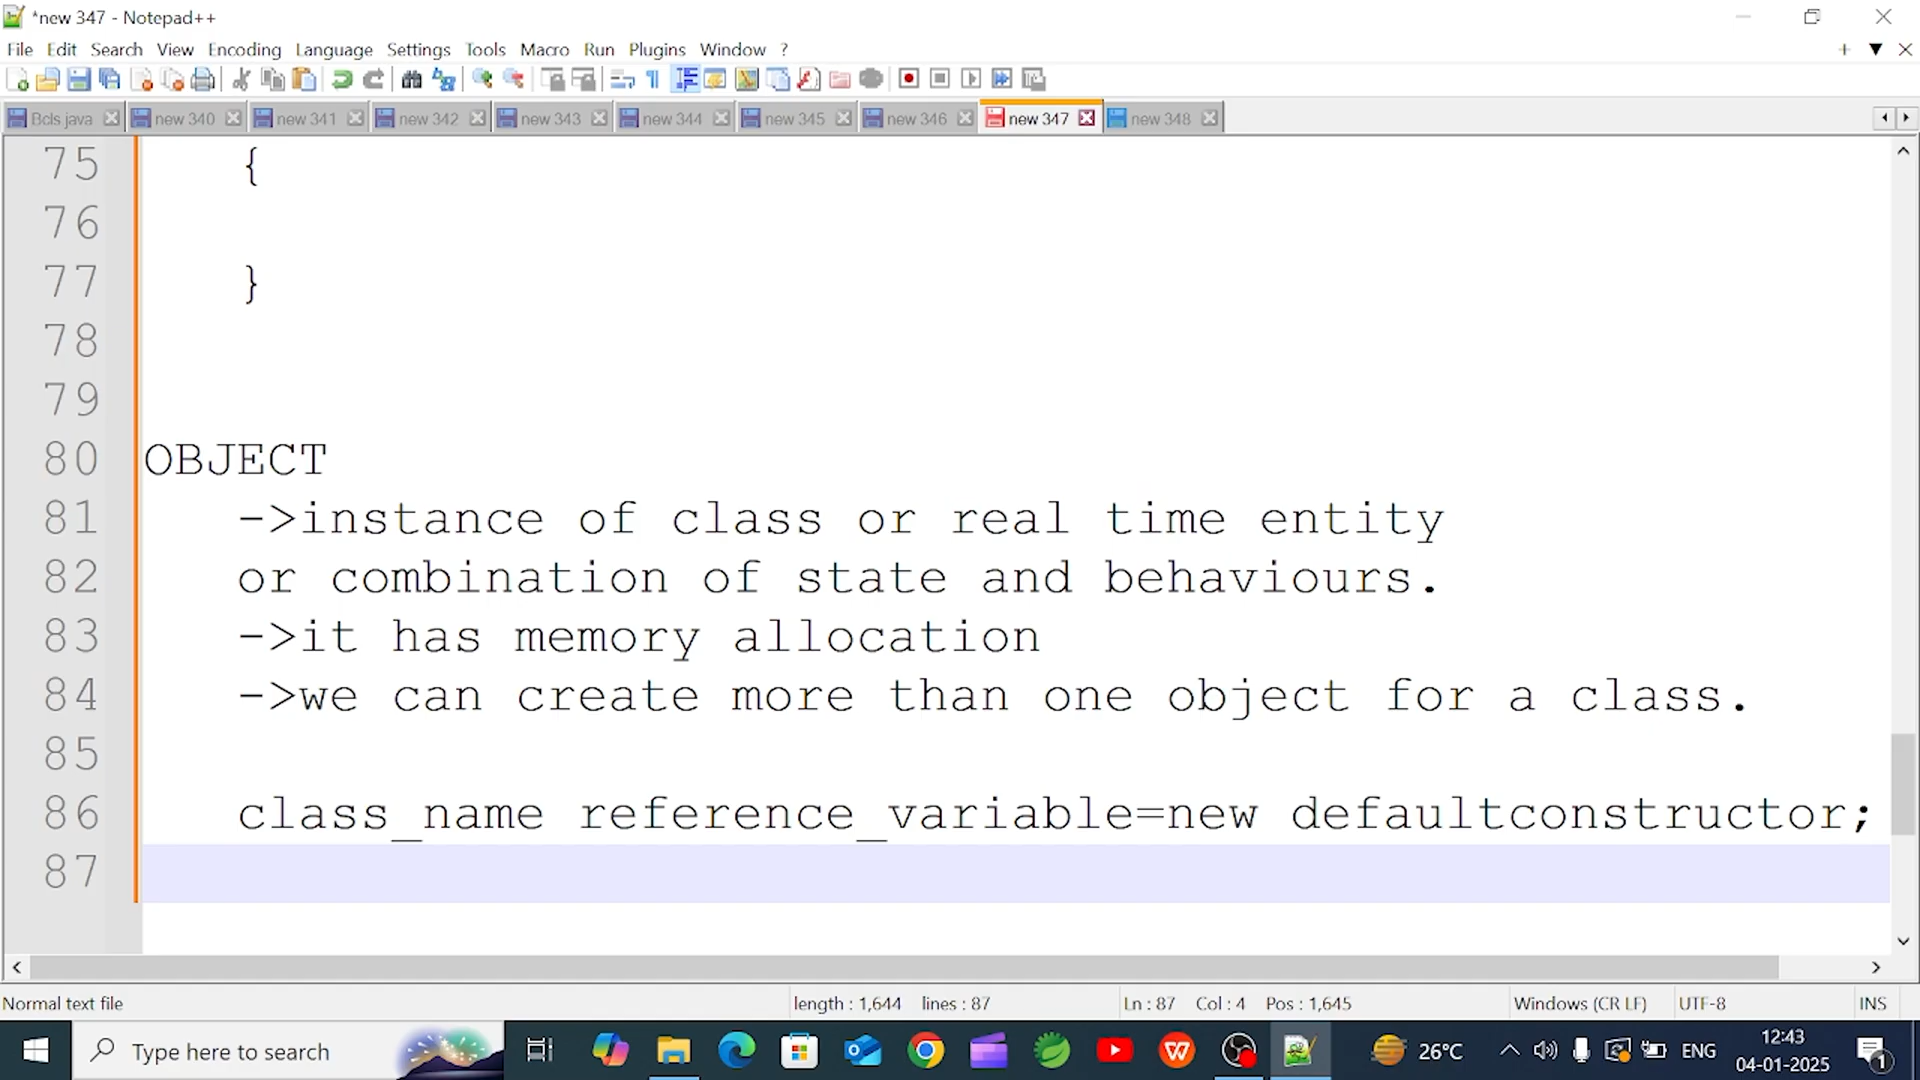 *new 347 - Notepad++
File Edit Search View Encoding Language Settings Tools Macro Run Plugins Window ?
Bcls java new 340 new 341 new 342 new 343 new 344 new 345 new 346 new 347 new 348
75 {
76
77 }
78
79
80 OBJECT
81 ->instance of class or real time entity
82 or combination of state and behaviours.
83 ->it has memory allocation
84 ->we can create more than one object for a class.
85
86 class_name reference_variable=new defaultconstructor;
87
Normal text file length : 1,644 lines : 87 Ln : 87 Col : 4 Pos : 1,645 Windows (CR LF) UTF-8 INS
Type here to search 26°C ENG 12:43
04-01-2025 1